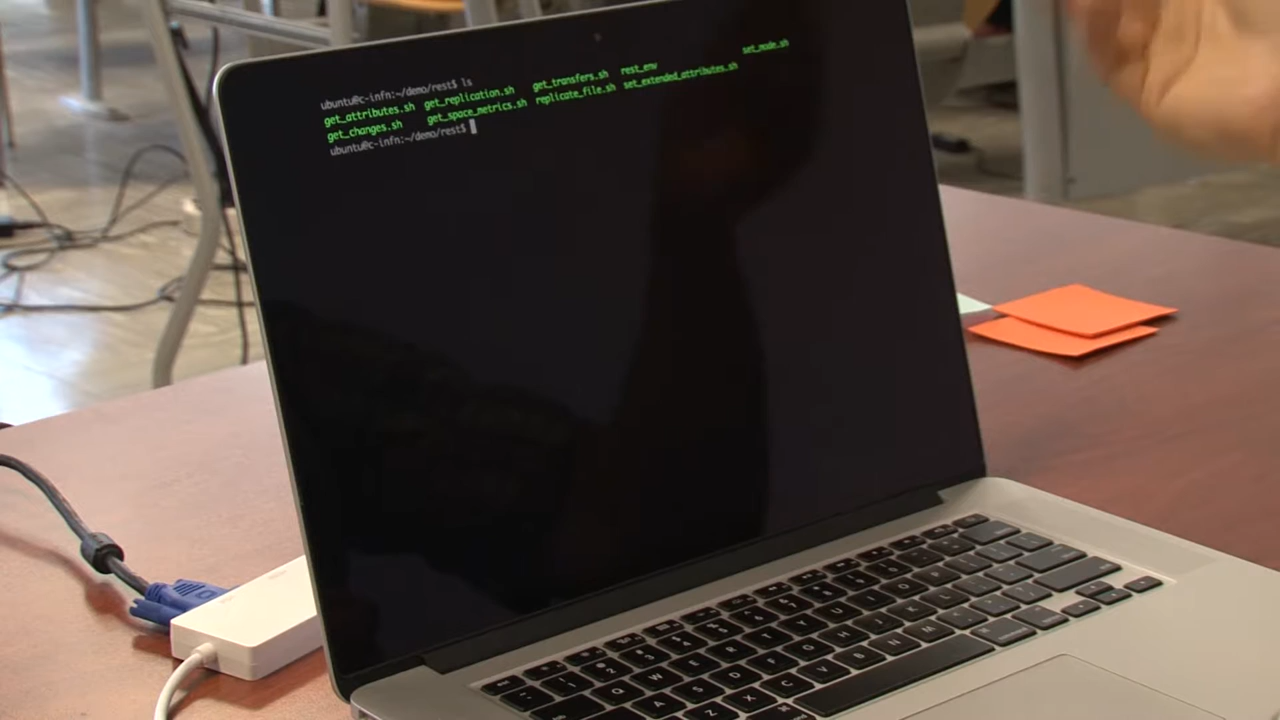 ubuntu@c-infn:~/demo/rest$ ls
get_attributes.sh get_replication.sh get_transfers.sh rest_env set_mode.sh
get_changes.sh get_space_metrics.sh replicate_file.sh set_extended_attributes.sh
ubuntu@c-infn:~/demo/rest$